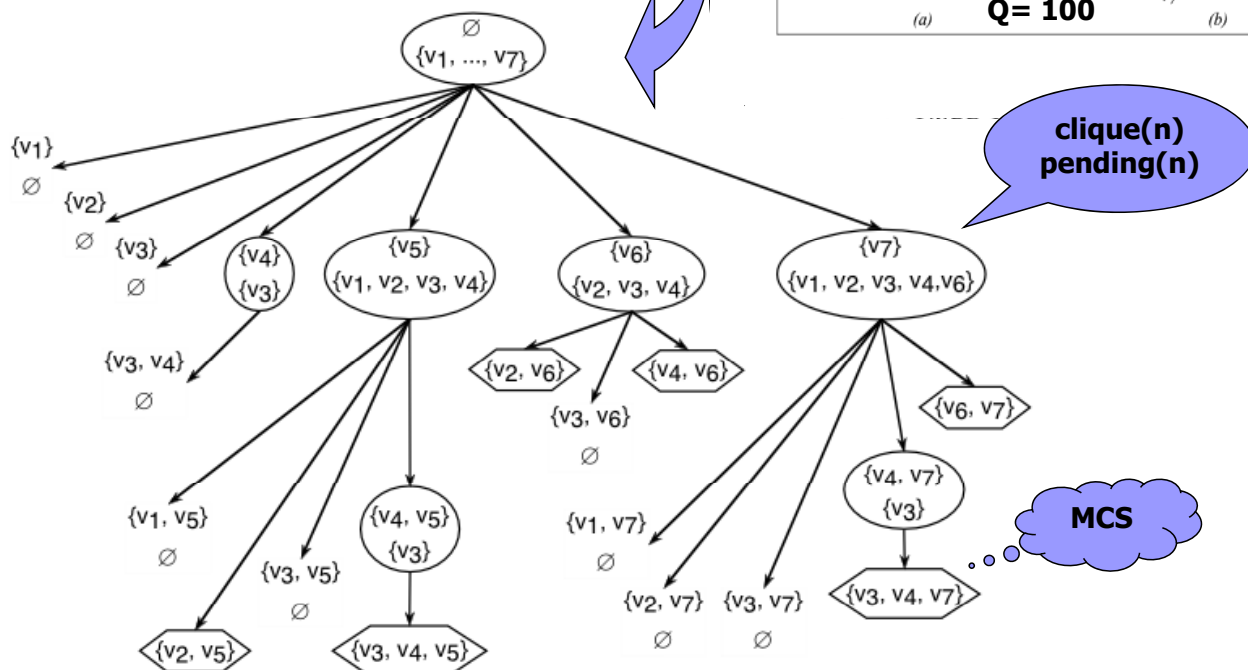 (a) Q= 100 (b)
∅
{v1, ..., v7}
clique(n)
pending(n)
{v1}
∅
{v2}
∅
{v3}
∅
{v4}
{v3}
{v5}
{v1, v2, v3, v4}
{v6}
{v2, v3, v4}
{v7}
{v1, v2, v3, v4,v6}
{v3, v4}
∅
{v2, v6}
{v4, v6}
{v3, v6}
∅
{v6, v7}
{v1, v5}
∅
{v3, v5}
∅
{v4, v5}
{v3}
{v1, v7}
∅
{v4, v7}
{v3}
MCS
{v2, v7}
∅
{v3, v7}
∅
{v3, v4, v7}
{v2, v5}
{v3, v4, v5}